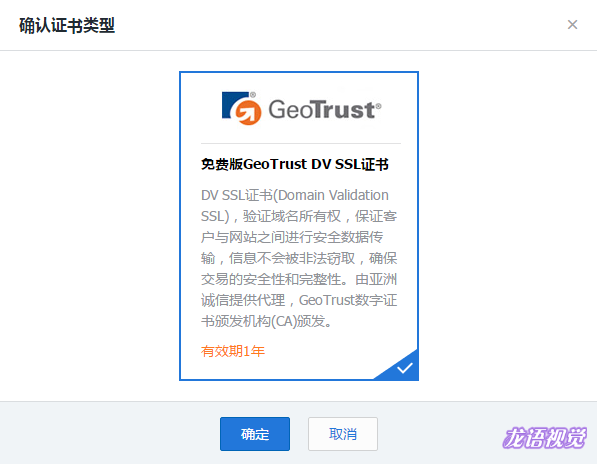 确认证书类型
×
GeoTrust®
免费版GeoTrust DV SSL证书
DV SSL证书(Domain Validation
SSL)，验证域名所有权，保证客
户与网站之间进行安全数据传
输，信息不会被非法窃取，确保
交易的安全性和完整性。由亚洲
诚信提供代理，GeoTrust数字证
书颁发机构(CA)颁发。
有效期1年
确定
取消
龙语视觉